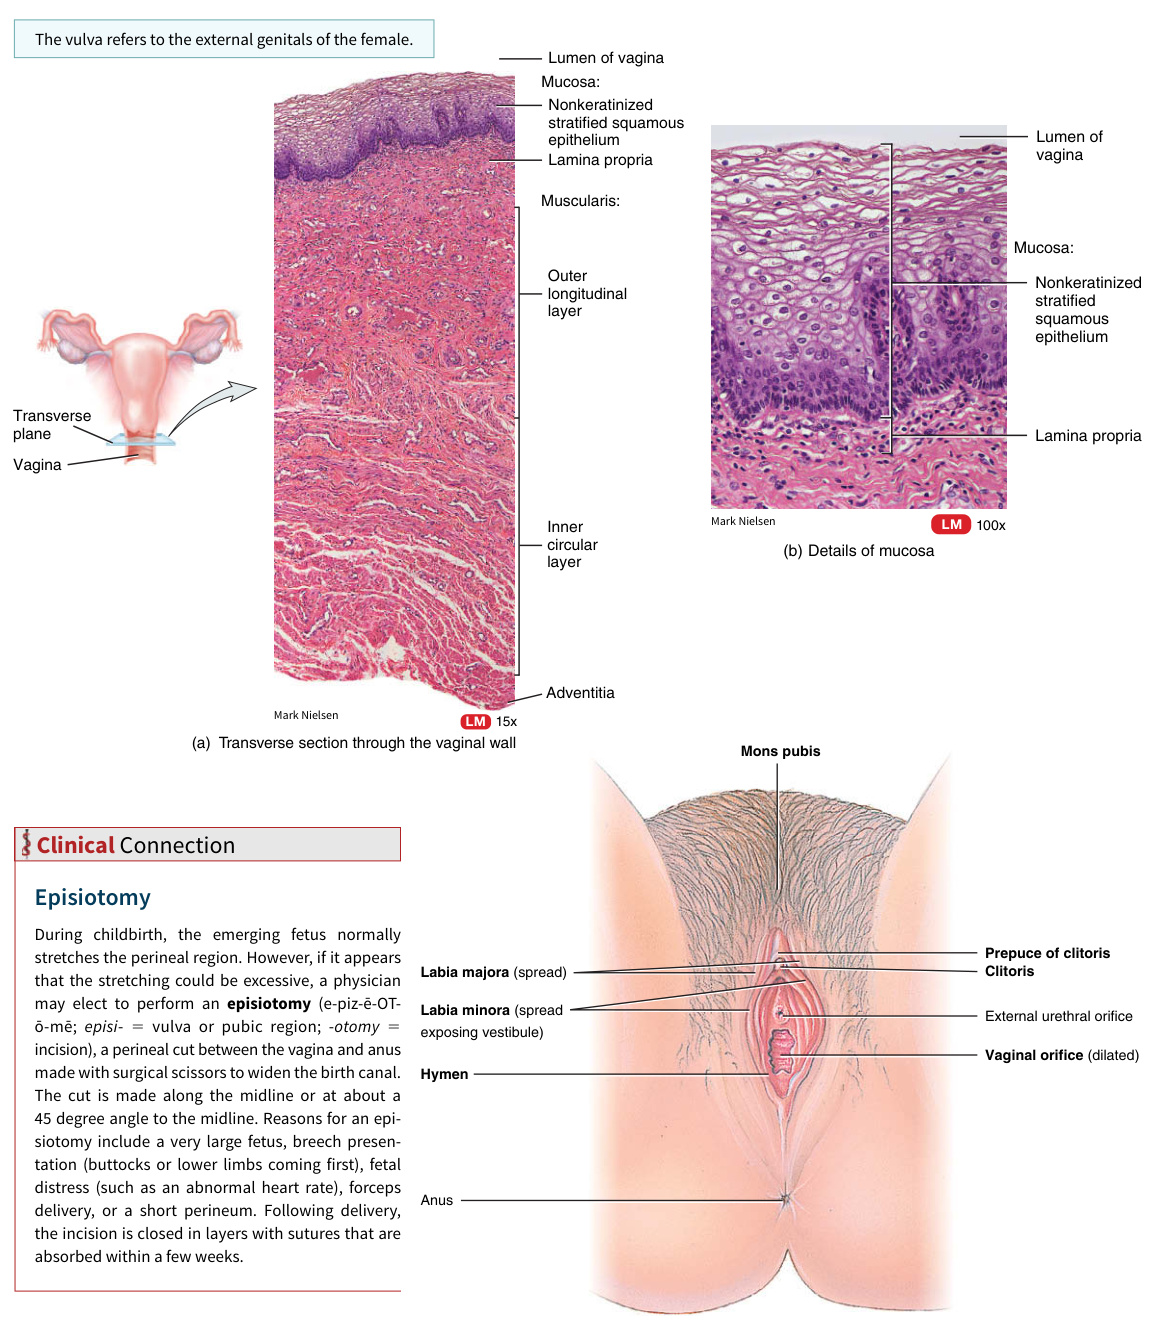 The vulva refers to the external genitals of the female.
Lumen of vagina
Mucosa:
Nonkeratinized
stratified squamous
epithelium
Lamina propria
Muscularis:
Outer
longitudinal
layer
Inner
circular
layer
Adventitia
Transverse
plane
Vagina
Mark Nielsen
LM 15x
(a) Transverse section through the vaginal wall
Lumen of
vagina
Mucosa:
Nonkeratinized
stratified
squamous
epithelium
Lamina propria
Mark Nielsen
LM 100x
(b) Details of mucosa
Clinical Connection
Episiotomy
During childbirth, the emerging fetus normally
stretches the perineal region. However, if it appears
that the stretching could be excessive, a physician
may elect to perform an episiotomy (e-piz-ē-OT-
ō-mē; episi- = vulva or pubic region; -otomy =
incision), a perineal cut between the vagina and anus
made with surgical scissors to widen the birth canal.
The cut is made along the midline or at about a
45 degree angle to the midline. Reasons for an epi-
siotomy include a very large fetus, breech presen-
tation (buttocks or lower limbs coming first), fetal
distress (such as an abnormal heart rate), forceps
delivery, or a short perineum. Following delivery,
the incision is closed in layers with sutures that are
absorbed within a few weeks.
Mons pubis
Labia majora (spread)
Labia minora (spread
exposing vestibule)
Hymen
Anus
Prepuce of clitoris
Clitoris
External urethral orifice
Vaginal orifice (dilated)